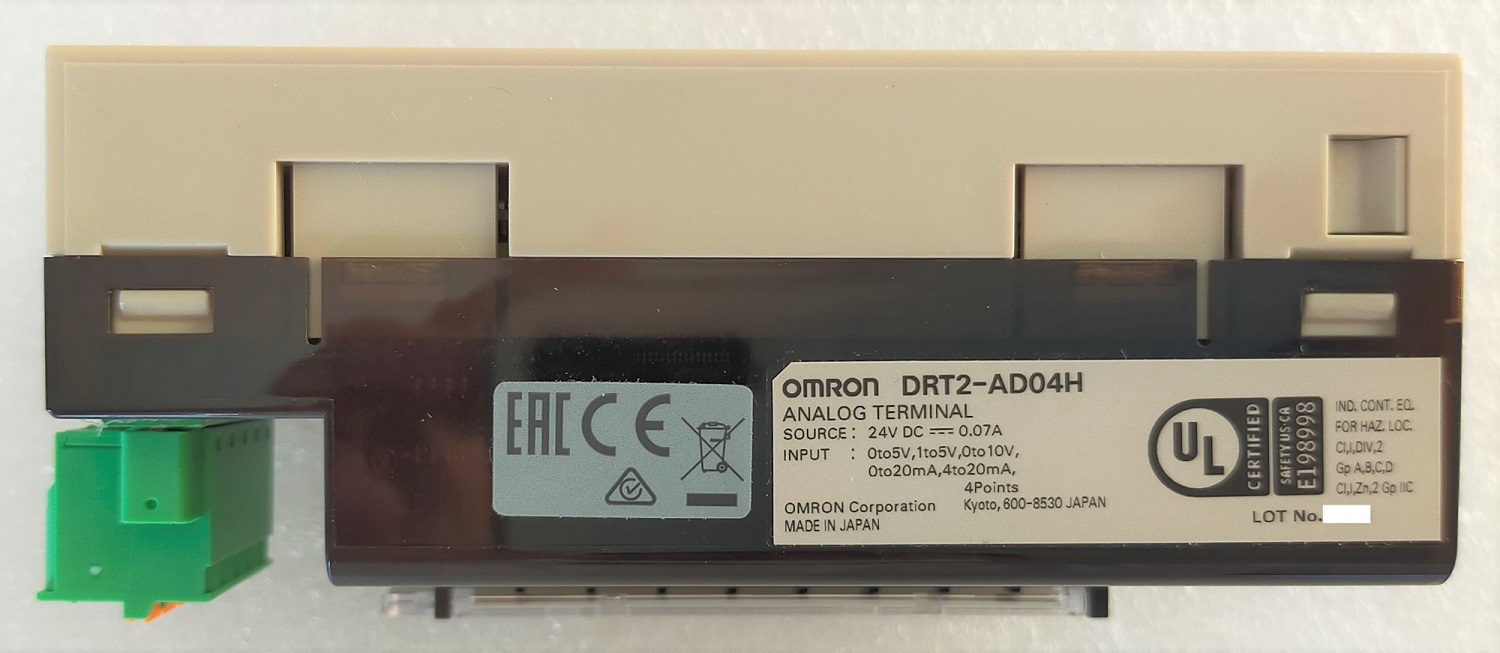 EAC CE
OMRON DRT2-AD04H
ANALOG TERMINAL
SOURCE : 24V DC ⎓ 0.07A
INPUT : 0to5V,1to5V,0to10V,
0to20mA,4to20mA,
4Points
OMRON Corporation Kyoto,600-8530 JAPAN
MADE IN JAPAN
UL
CERTIFIED
SAFETY US-CA
E198998
IND. CONT. EQ.
FOR HAZ. LOC.
CI,I,DIV,2
Gp A,B,C,D
CI,I,Zn,2 Gp IIC
LOT No.